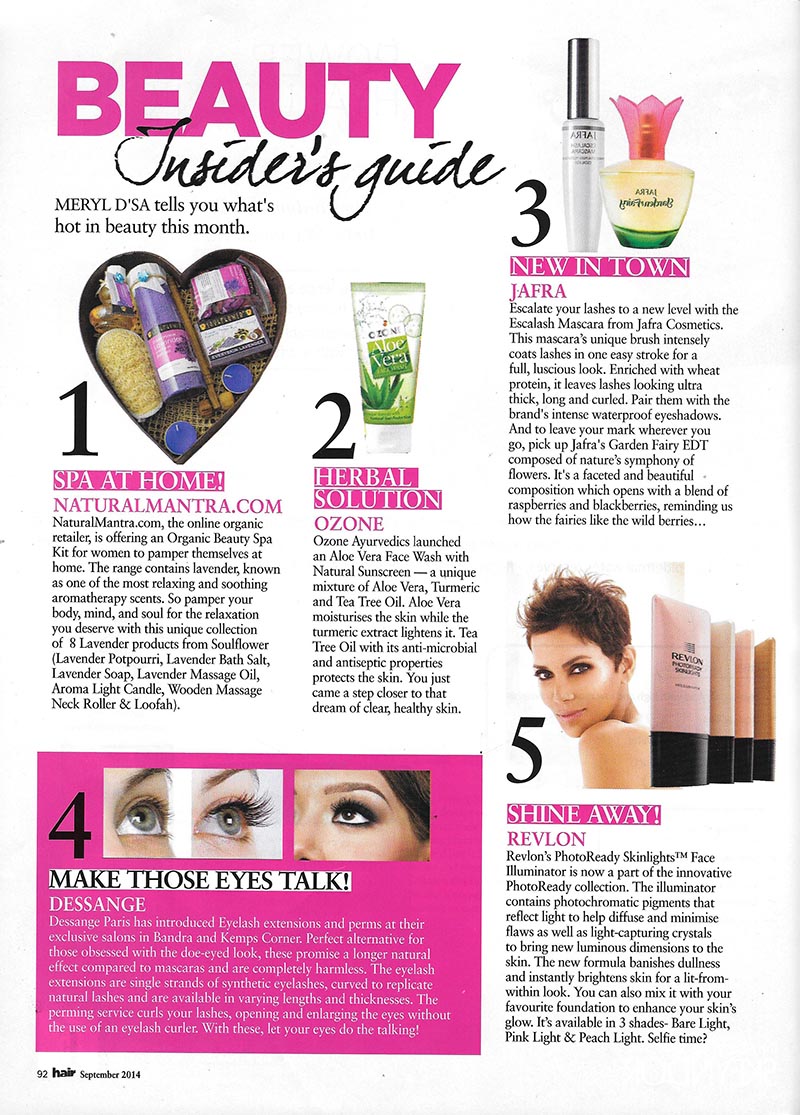 BEAUTY
Insider's guide
MERYL D'SA tells you what's
hot in beauty this month.
1
SPA AT HOME!
NATURALMANTRA.COM
NaturalMantra.com, the online organic
retailer, is offering an Organic Beauty Spa
Kit for women to pamper themselves at
home. The range contains lavender, known
as one of the most relaxing and soothing
aromatherapy scents. So pamper your
body, mind, and soul for the relaxation
you deserve with this unique collection
of 8 Lavender products from Soulflower
(Lavender Potpourri, Lavender Bath Salt,
Lavender Soap, Lavender Massage Oil,
Aroma Light Candle, Wooden Massage
Neck Roller & Loofah).
OZONE
Aloe
Vera
FACE WASH
2
HERBAL
SOLUTION
OZONE
Ozone Ayurvedics launched
an Aloe Vera Face Wash with
Natural Sunscreen — a unique
mixture of Aloe Vera, Turmeric
and Tea Tree Oil. Aloe Vera
moisturises the skin while the
turmeric extract lightens it. Tea
Tree Oil with its anti-microbial
and antiseptic properties
protects the skin. You just
came a step closer to that
dream of clear, healthy skin.
JAFRA
ESCALASH
MASCARA
JAFRA
Garden Fairy
3
NEW IN TOWN
JAFRA
Escalate your lashes to a new level with the
Escalash Mascara from Jafra Cosmetics.
This mascara's unique brush intensely
coats lashes in one easy stroke for a
full, luscious look. Enriched with wheat
protein, it leaves lashes looking ultra
thick, long and curled. Pair them with the
brand's intense waterproof eyeshadows.
And to leave your mark wherever you
go, pick up Jafra's Garden Fairy EDT
composed of nature's symphony of
flowers. It's a faceted and beautiful
composition which opens with a blend of
raspberries and blackberries, reminding us
how the fairies like the wild berries…
4
MAKE THOSE EYES TALK!
DESSANGE
Dessange Paris has introduced Eyelash extensions and perms at their
exclusive salons in Bandra and Kemps Corner. Perfect alternative for
those obsessed with the doe-eyed look, these promise a longer natural
effect compared to mascaras and are completely harmless. The eyelash
extensions are single strands of synthetic eyelashes, curved to replicate
natural lashes and are available in varying lengths and thicknesses. The
perming service curls your lashes, opening and enlarging the eyes without
the use of an eyelash curler. With these, let your eyes do the talking!
REVLON
PHOTOREADY
SKINLIGHTS
5
SHINE AWAY!
REVLON
Revlon's PhotoReady Skinlights™ Face
Illuminator is now a part of the innovative
PhotoReady collection. The illuminator
contains photochromatic pigments that
reflect light to help diffuse and minimise
flaws as well as light-capturing crystals
to bring new luminous dimensions to the
skin. The new formula banishes dullness
and instantly brightens skin for a lit-from-
within look. You can also mix it with your
favourite foundation to enhance your skin's
glow. It's available in 3 shades- Bare Light,
Pink Light & Peach Light. Selfie time?
92 hair September 2014